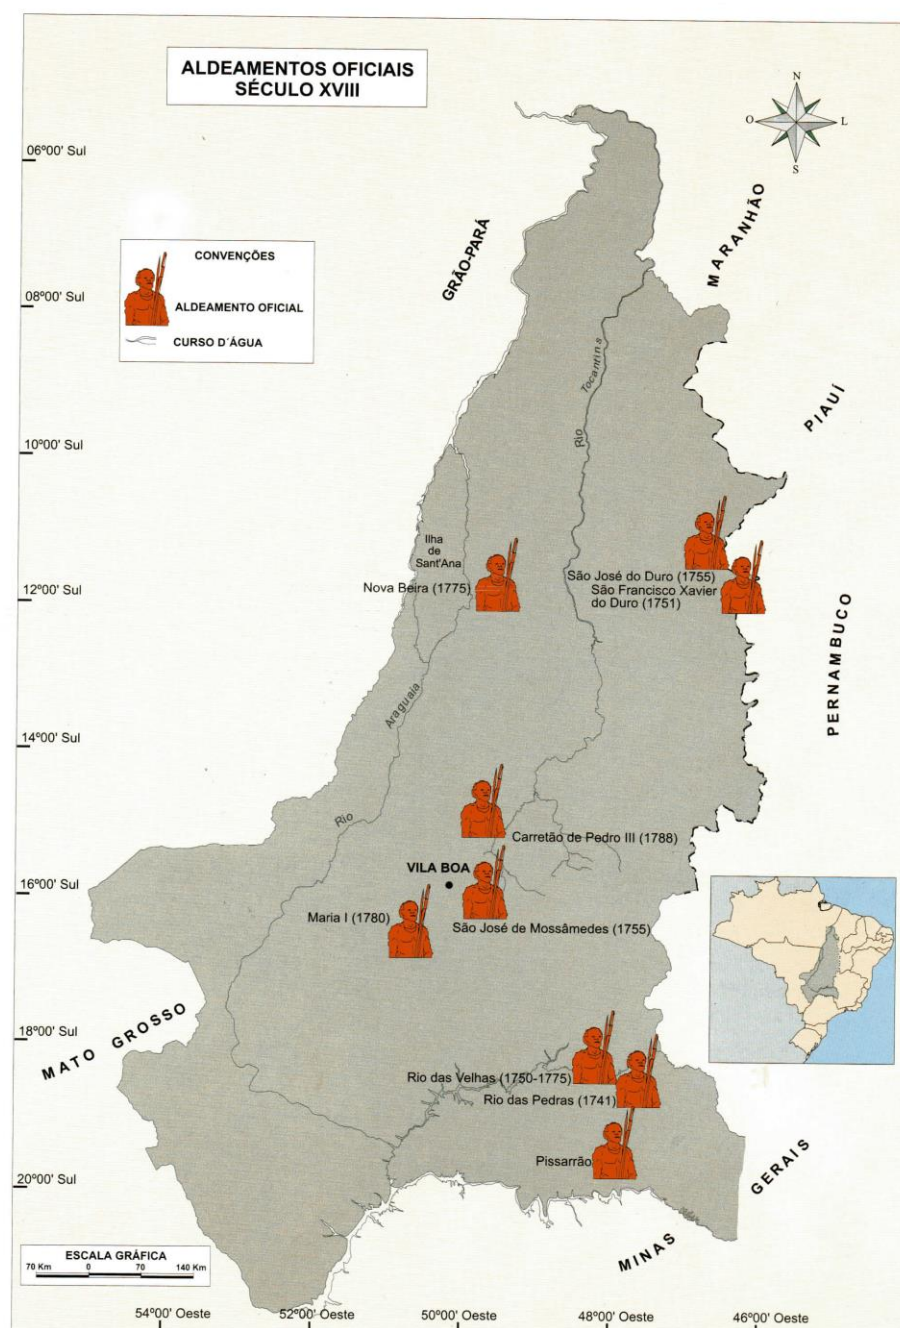 ALDEAMENTOS OFICIAIS
SÉCULO XVIII
N
O
L
S
06º00' Sul
MARANHÃO
GRÃO-PARÁ
CONVENÇÕES
ALDEAMENTO OFICIAL
CURSO D´ÁGUA
08º00' Sul
Rio Tocantins
PIAUÍ
10º00' Sul
Ilha
de
Sant'Ana
Nova Beira (1775)
São José do Duro (1755)
São Francisco Xavier
do Duro (1751)
12º00' Sul
PERNAMBUCO
Rio Araguaia
14º00' Sul
Carretão de Pedro III (1788)
VILA BOA
16º00' Sul
Maria I (1780)
São José de Mossâmedes (1755)
MATO GROSSO
18º00' Sul
Rio das Velhas (1750-1775)
Rio das Pedras (1741)
Pissarrão
20º00' Sul
MINAS GERAIS
ESCALA GRÁFICA
70 Km 0 70 140 Km
54º00' Oeste 52º00' Oeste 50º00' Oeste 48º00' Oeste 46º00' Oeste